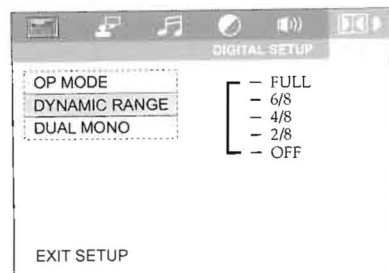 DIGITAL SETUP
OP MODE
DYNAMIC RANGE
DUAL MONO
– FULL
– 6/8
– 4/8
– 2/8
– OFF
EXIT SETUP